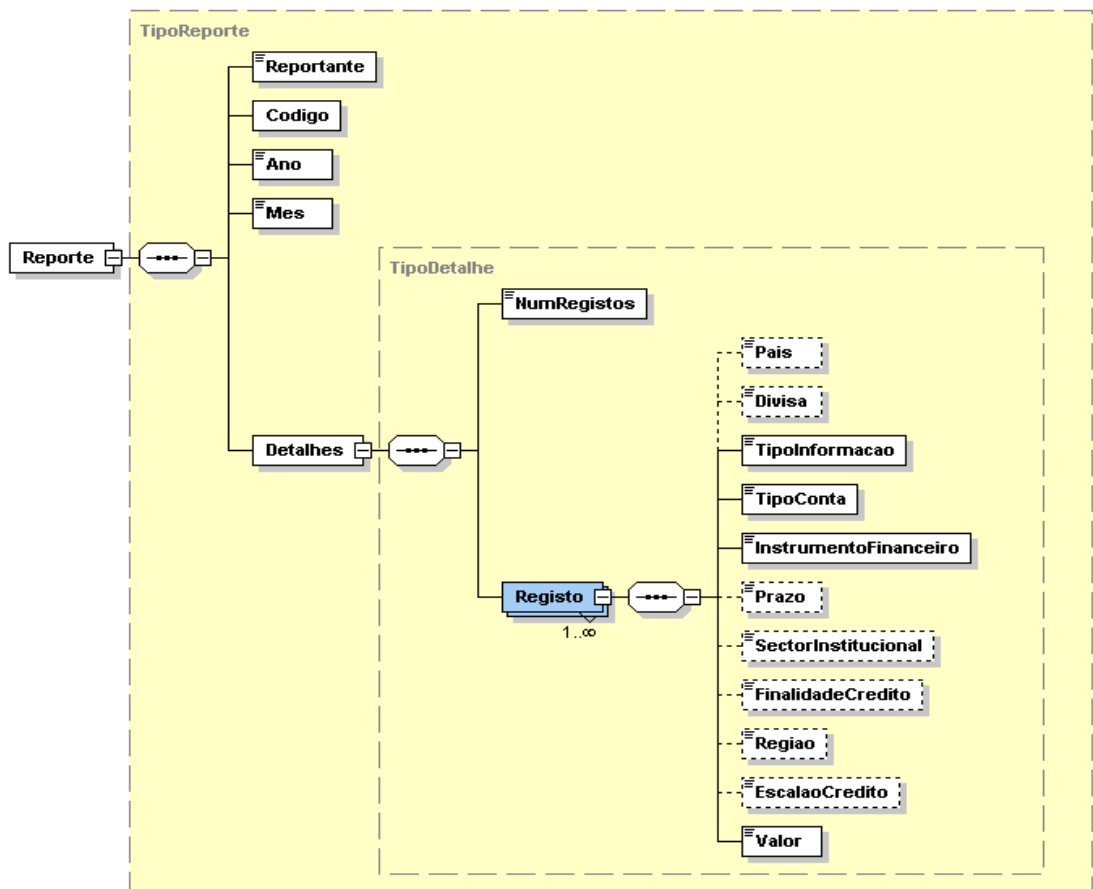 TipoReporte
Reportante
Codigo
Ano
Mes
Reporte
TipoDetalhe
NumRegistos
Pais
Divisa
Detalhes
TipoInformacao
TipoConta
InstrumentoFinanceiro
Registo
1..∞
Prazo
SectorInstitucional
FinalidadeCredito
Regiao
EscalaoCredito
Valor